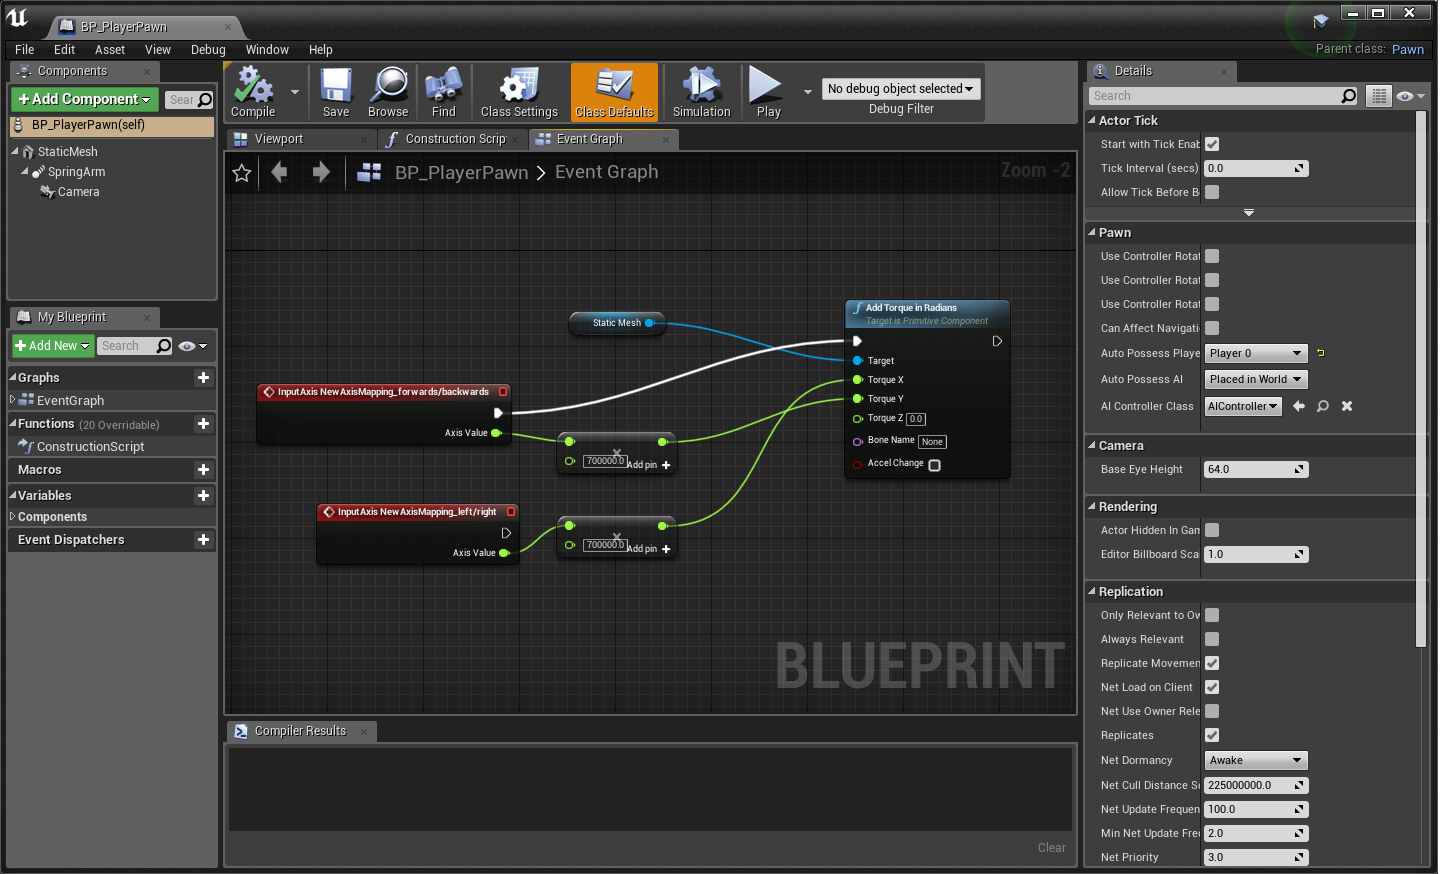 BP_PlayerPawn
File Edit Asset View Debug Window Help
Parent class: Pawn
Components
+ Add Component
Sear
BP_PlayerPawn(self)
StaticMesh
SpringArm
Camera
My Blueprint
Add New
Search
Graphs
EventGraph
Functions (20 Overridable)
ConstructionScript
Macros
Variables
Components
Event Dispatchers
Compile
Save
Browse
Find
Class Settings
Class Defaults
Simulation
Play
No debug object selected
Debug Filter
Viewport
Construction Scrip
Event Graph
BP_PlayerPawn > Event Graph
Zoom -2
Static Mesh
InputAxis NewAxisMapping_forwards/backwards
Axis Value
700000.0
Add pin +
InputAxis NewAxisMapping_left/right
Axis Value
700000.0
Add pin +
Add Torque in Radians
Target is Primitive Component
Target
Torque X
Torque Y
Torque Z 0.0
Bone Name None
Accel Change
BLUEPRINT
Compiler Results
Clear
Details
Search
Actor Tick
Start with Tick Enab
Tick Interval (secs) 0.0
Allow Tick Before B
Pawn
Use Controller Rotat
Use Controller Rotat
Use Controller Rotat
Can Affect Navigati
Auto Possess Playe Player 0
Auto Possess AI Placed in World
AI Controller Class AIController
Camera
Base Eye Height 64.0
Rendering
Actor Hidden In Gam
Editor Billboard Sca 1.0
Replication
Only Relevant to Ow
Always Relevant
Replicate Movemen
Net Load on Client
Net Use Owner Rele
Replicates
Net Dormancy Awake
Net Cull Distance Sq 225000000.0
Net Update Frequen 100.0
Min Net Update Fred 2.0
Net Priority 3.0